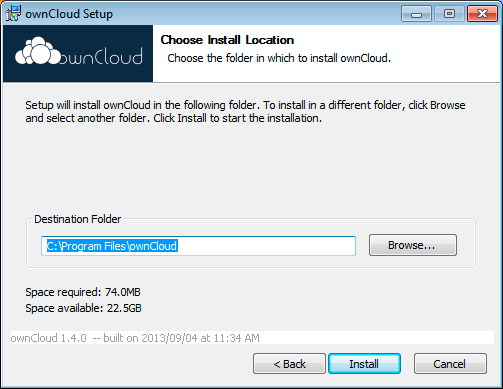 ownCloud Setup
ownCloud
Choose Install Location
Choose the folder in which to install ownCloud.
Setup will install ownCloud in the following folder. To install in a different folder, click Browse
and select another folder. Click Install to start the installation.
Destination Folder
C:\Program Files\ownCloud
Browse...
Space required: 74.0MB
Space available: 22.5GB
ownCloud 1.4.0 -- built on 2013/09/04 at 11:34 AM
< Back
Install
Cancel